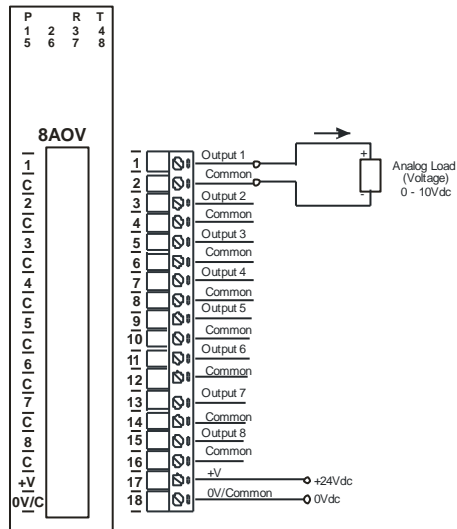 P R T
1 2 3 4
5 6 7 8
8AOV
1
C
2
C
3
C
4
C
5
C
6
C
7
C
8
C
+V
0V/C
1 Output 1
2 Common
3 Output 2
4 Common
5 Output 3
6 Common
7 Output 4
8 Common
9 Output 5
10 Common
11 Output 6
12 Common
13 Output 7
14 Common
15 Output 8
16 Common
17 +V +24Vdc
18 0V/Common 0Vdc
+
-
Analog Load
(Voltage)
0 - 10Vdc